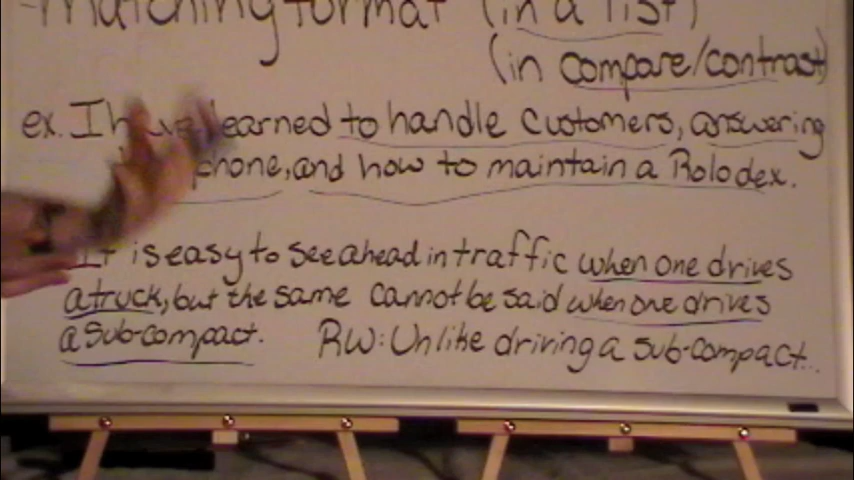 -Matching format (in a list)
(in compare/contrast)
ex. I have learned to handle customers, answering
phone, and how to maintain a Rolodex.
It is easy to see ahead in traffic when one drives
a truck, but the same cannot be said when one drives
a sub-compact. RW: Unlike driving a sub-compact...